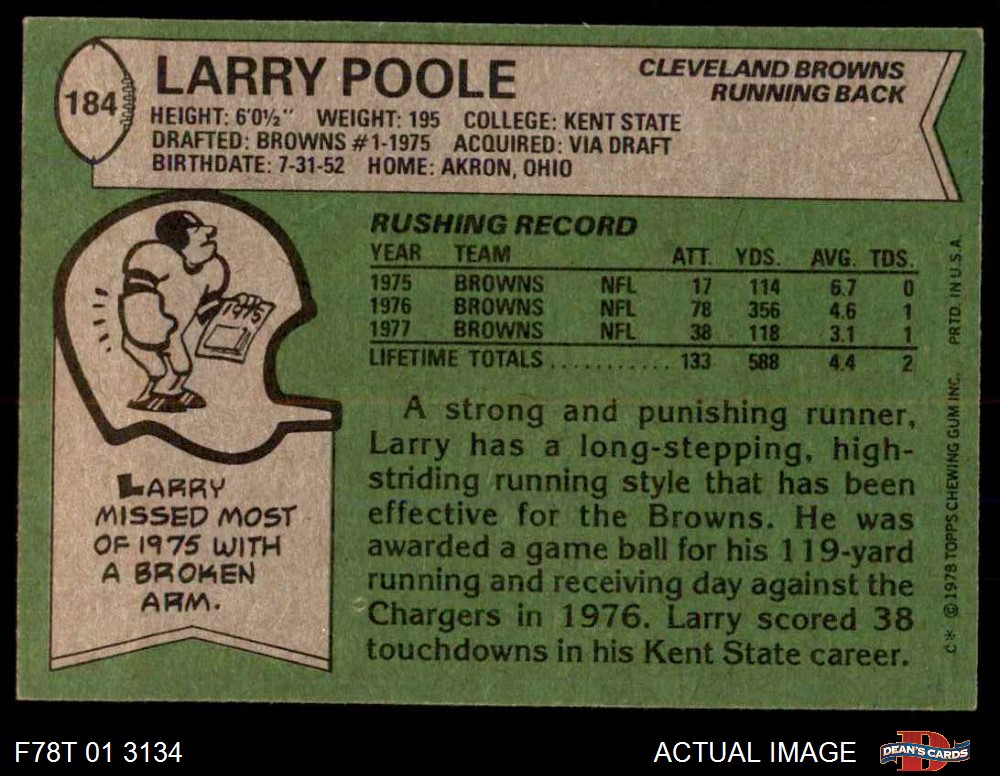 184
LARRY POOLE
CLEVELAND BROWNS
RUNNING BACK
HEIGHT: 6'0½" WEIGHT: 195 COLLEGE: KENT STATE
DRAFTED: BROWNS #1-1975 ACQUIRED: VIA DRAFT
BIRTHDATE: 7-31-52 HOME: AKRON, OHIO
1975
LARRY
MISSED MOST
OF 1975 WITH
A BROKEN
ARM.
RUSHING RECORD
YEAR TEAM ATT. YDS. AVG. TDS.
1975 BROWNS NFL 17 114 6.7 0
1976 BROWNS NFL 78 356 4.6 1
1977 BROWNS NFL 38 118 3.1 1
LIFETIME TOTALS........... 133 588 4.4 2
A strong and punishing runner,
Larry has a long-stepping, high-
striding running style that has been
effective for the Browns. He was
awarded a game ball for his 119-yard
running and receiving day against the
Chargers in 1976. Larry scored 38
touchdowns in his Kent State career.
C* © 1978 TOPPS CHEWING GUM INC. PRTD. IN U.S.A.
F78T 01 3134
ACTUAL IMAGE
D
DEAN'S CARDS